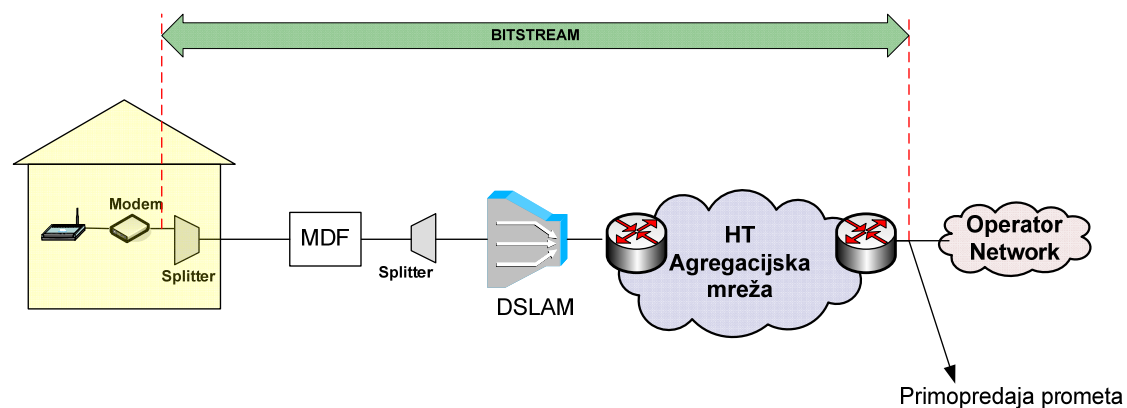 BITSTREAM
Modem
Splitter
MDF
Splitter
DSLAM
HT
Agregacijska
mreža
Operator
Network
Primopredaja prometa